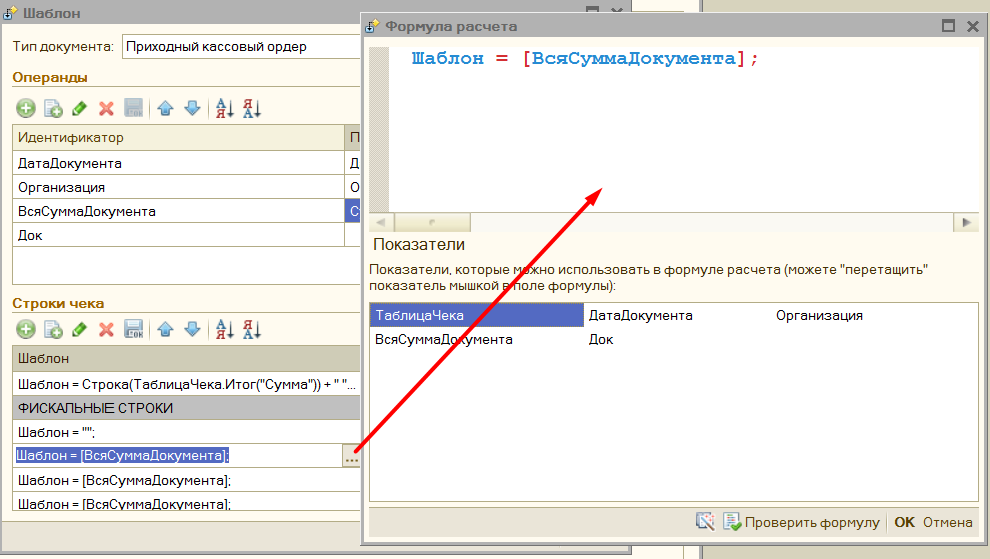 Шаблон
Тип документа: Приходный кассовый ордер
Операнды
Идентификатор
ДатаДокумента
Организация
ВсяСуммаДокумента
Док
Строки чека
Шаблон
Шаблон = Строка(ТаблицаЧека.Итог("Сумма")) + " "...
ФИСКАЛЬНЫЕ СТРОКИ
Шаблон = "";
Шаблон = [ВсяСуммаДокумента];
...
Шаблон = [ВсяСуммаДокумента];
Шаблон = [ВсяСуммаДокумента];
Формула расчета
Шаблон = [ВсяСуммаДокумента];
Показатели
Показатели, которые можно использовать в формуле расчета (можете "перетащить"
показатель мышкой в поле формулы):
ТаблицаЧека ДатаДокумента Организация
ВсяСуммаДокумента Док
Проверить формулу ОК Отмена